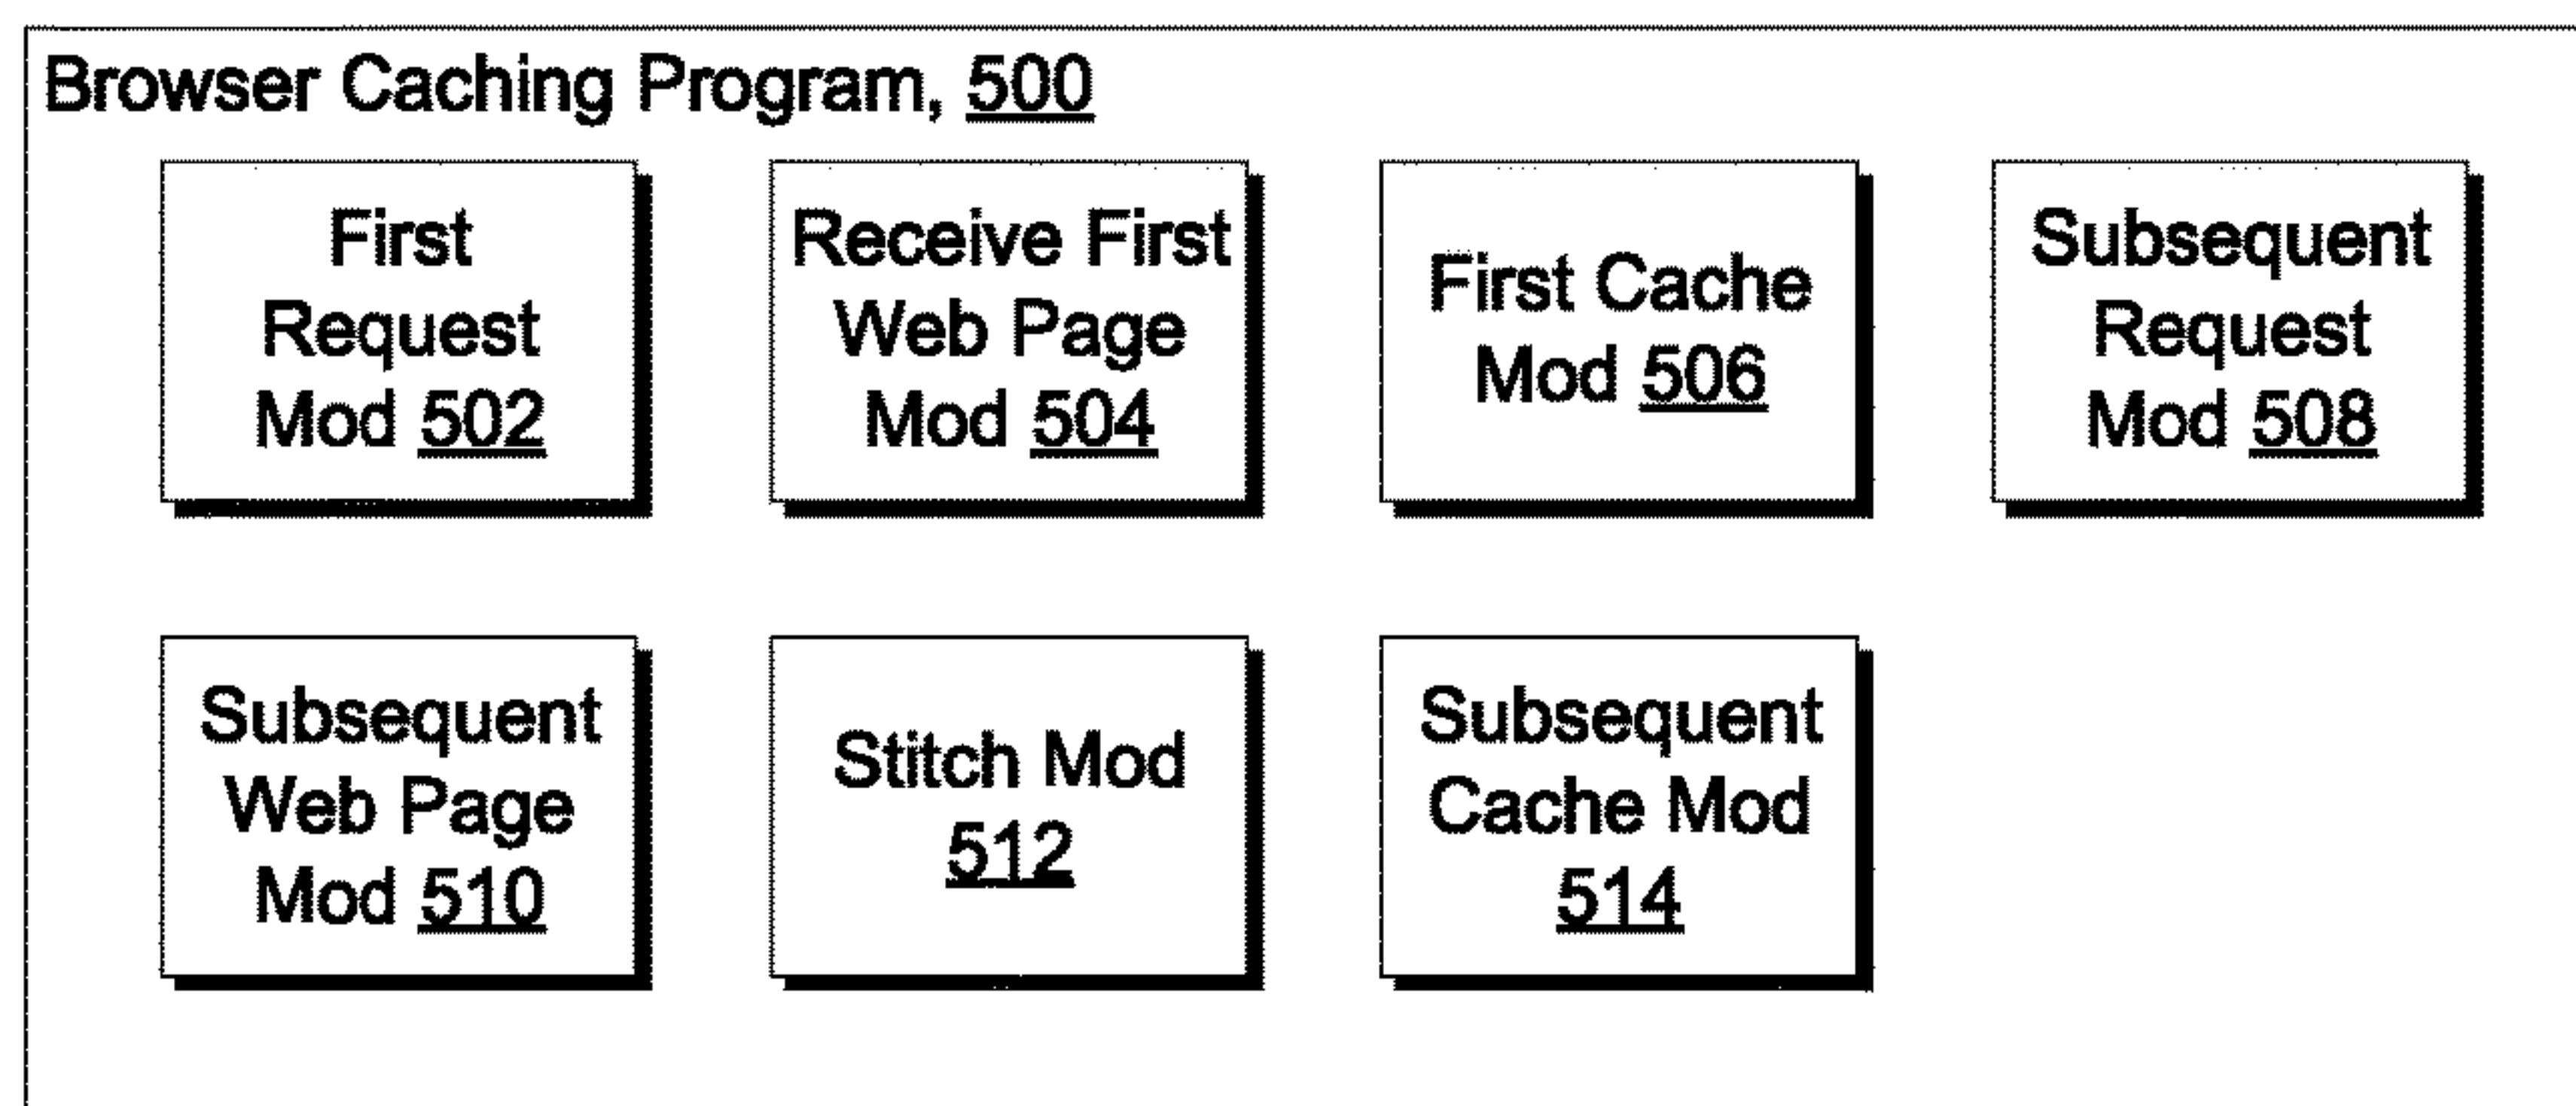 Browser Caching Program, 500
First
Request
Mod 502
Receive First
Web Page
Mod 504
First Cache
Mod 506
Subsequent
Request
Mod 508
Subsequent
Web Page
Mod 510
Stitch Mod
512
Subsequent
Cache Mod
514